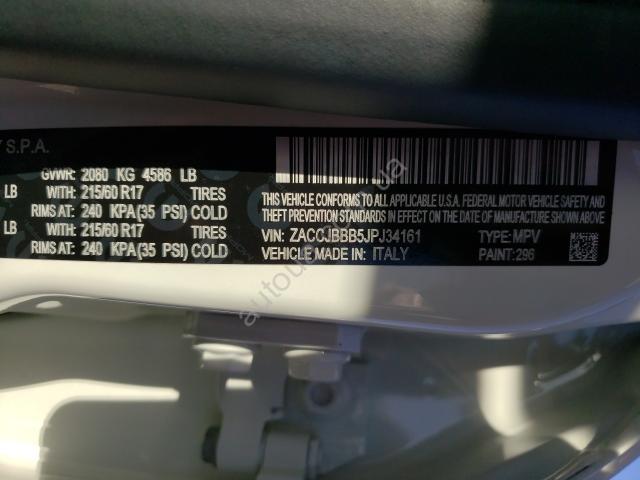 Y S.P.A.
GVWR: 2080 KG 4586 LB
LB WITH: 215/60 R17 TIRES
RIMS AT: 240 KPA(35 PSI) COLD
LB WITH: 215/60 R17 TIRES
RIMS AT: 240 KPA(35 PSI) COLD
THIS VEHICLE CONFORMS TO ALL APPLICABLE U.S.A. FEDERAL MOTOR VEHICLE SAFETY AND
THEFT PREVENTION STANDARDS IN EFFECT ON THE DATE OF MANUFACTURE SHOWN ABOVE.
VIN: ZACCJBBB5JPJ34161 TYPE: MPV
VEHICLE MADE IN: ITALY PAINT: 296